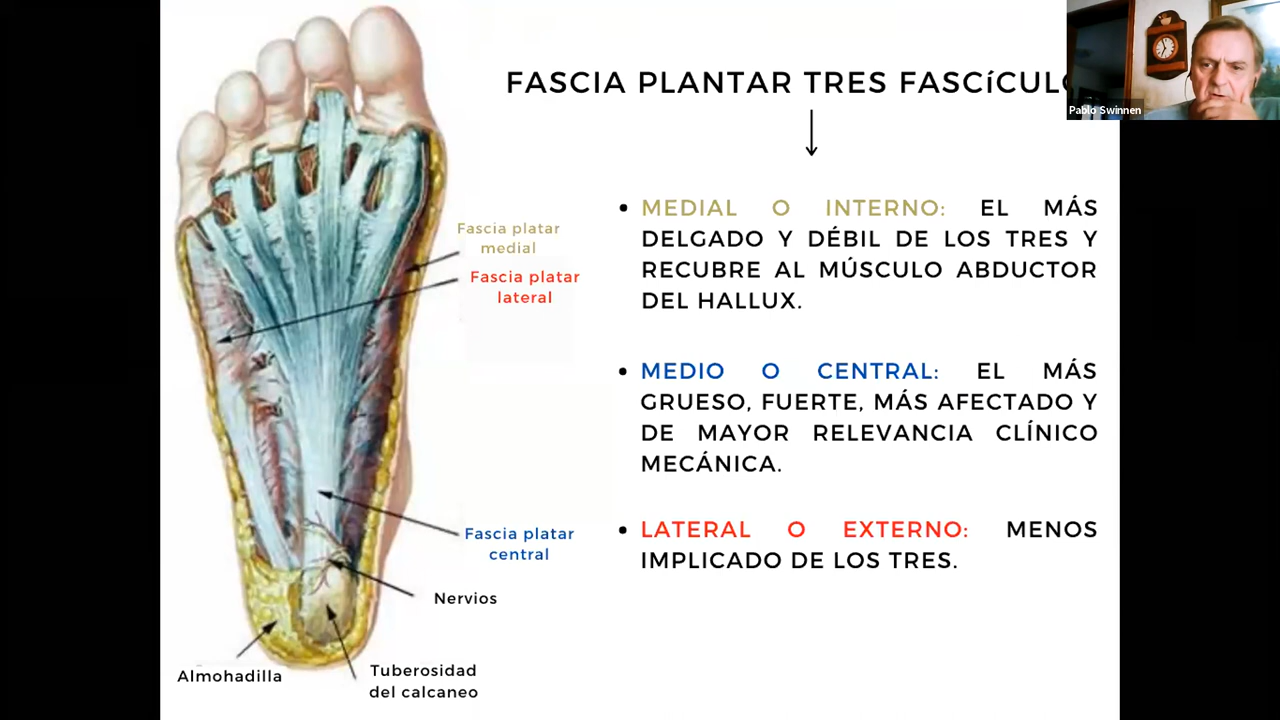 FASCIA PLANTAR TRES FASCíCUL
Pablo Swinnen
Fascia platar
medial
Fascia platar
lateral
MEDIAL O INTERNO: EL MÁS
DELGADO Y DÉBIL DE LOS TRES Y
RECUBRE AL MÚSCULO ABDUCTOR
DEL HALLUX.
MEDIO O CENTRAL: EL MÁS
GRUESO, FUERTE, MÁS AFECTADO Y
DE MAYOR RELEVANCIA CLÍNICO
MECÁNICA.
LATERAL O EXTERNO: MENOS
IMPLICADO DE LOS TRES.
Fascia platar
central
Nervios
Almohadilla
Tuberosidad
del calcaneo